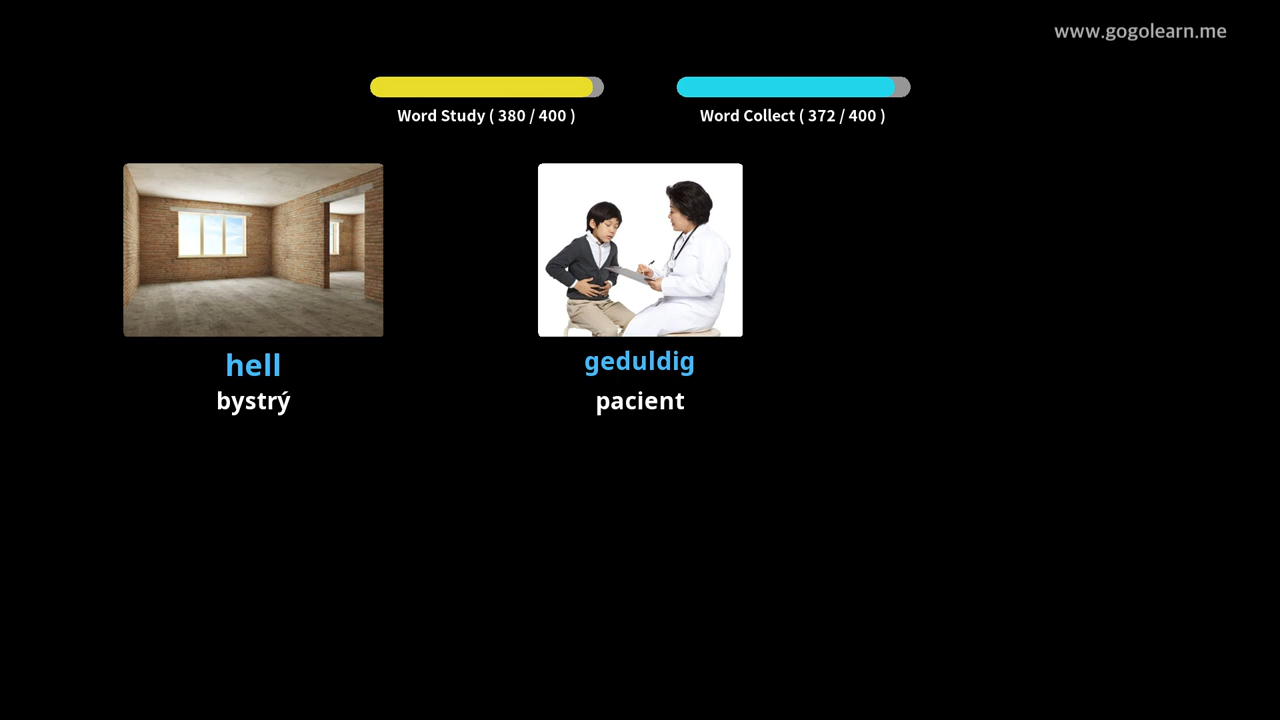 www.gogolearn.me
Word Study ( 380 / 400 )
Word Collect ( 372 / 400 )
hell
bystrý
geduldig
pacient